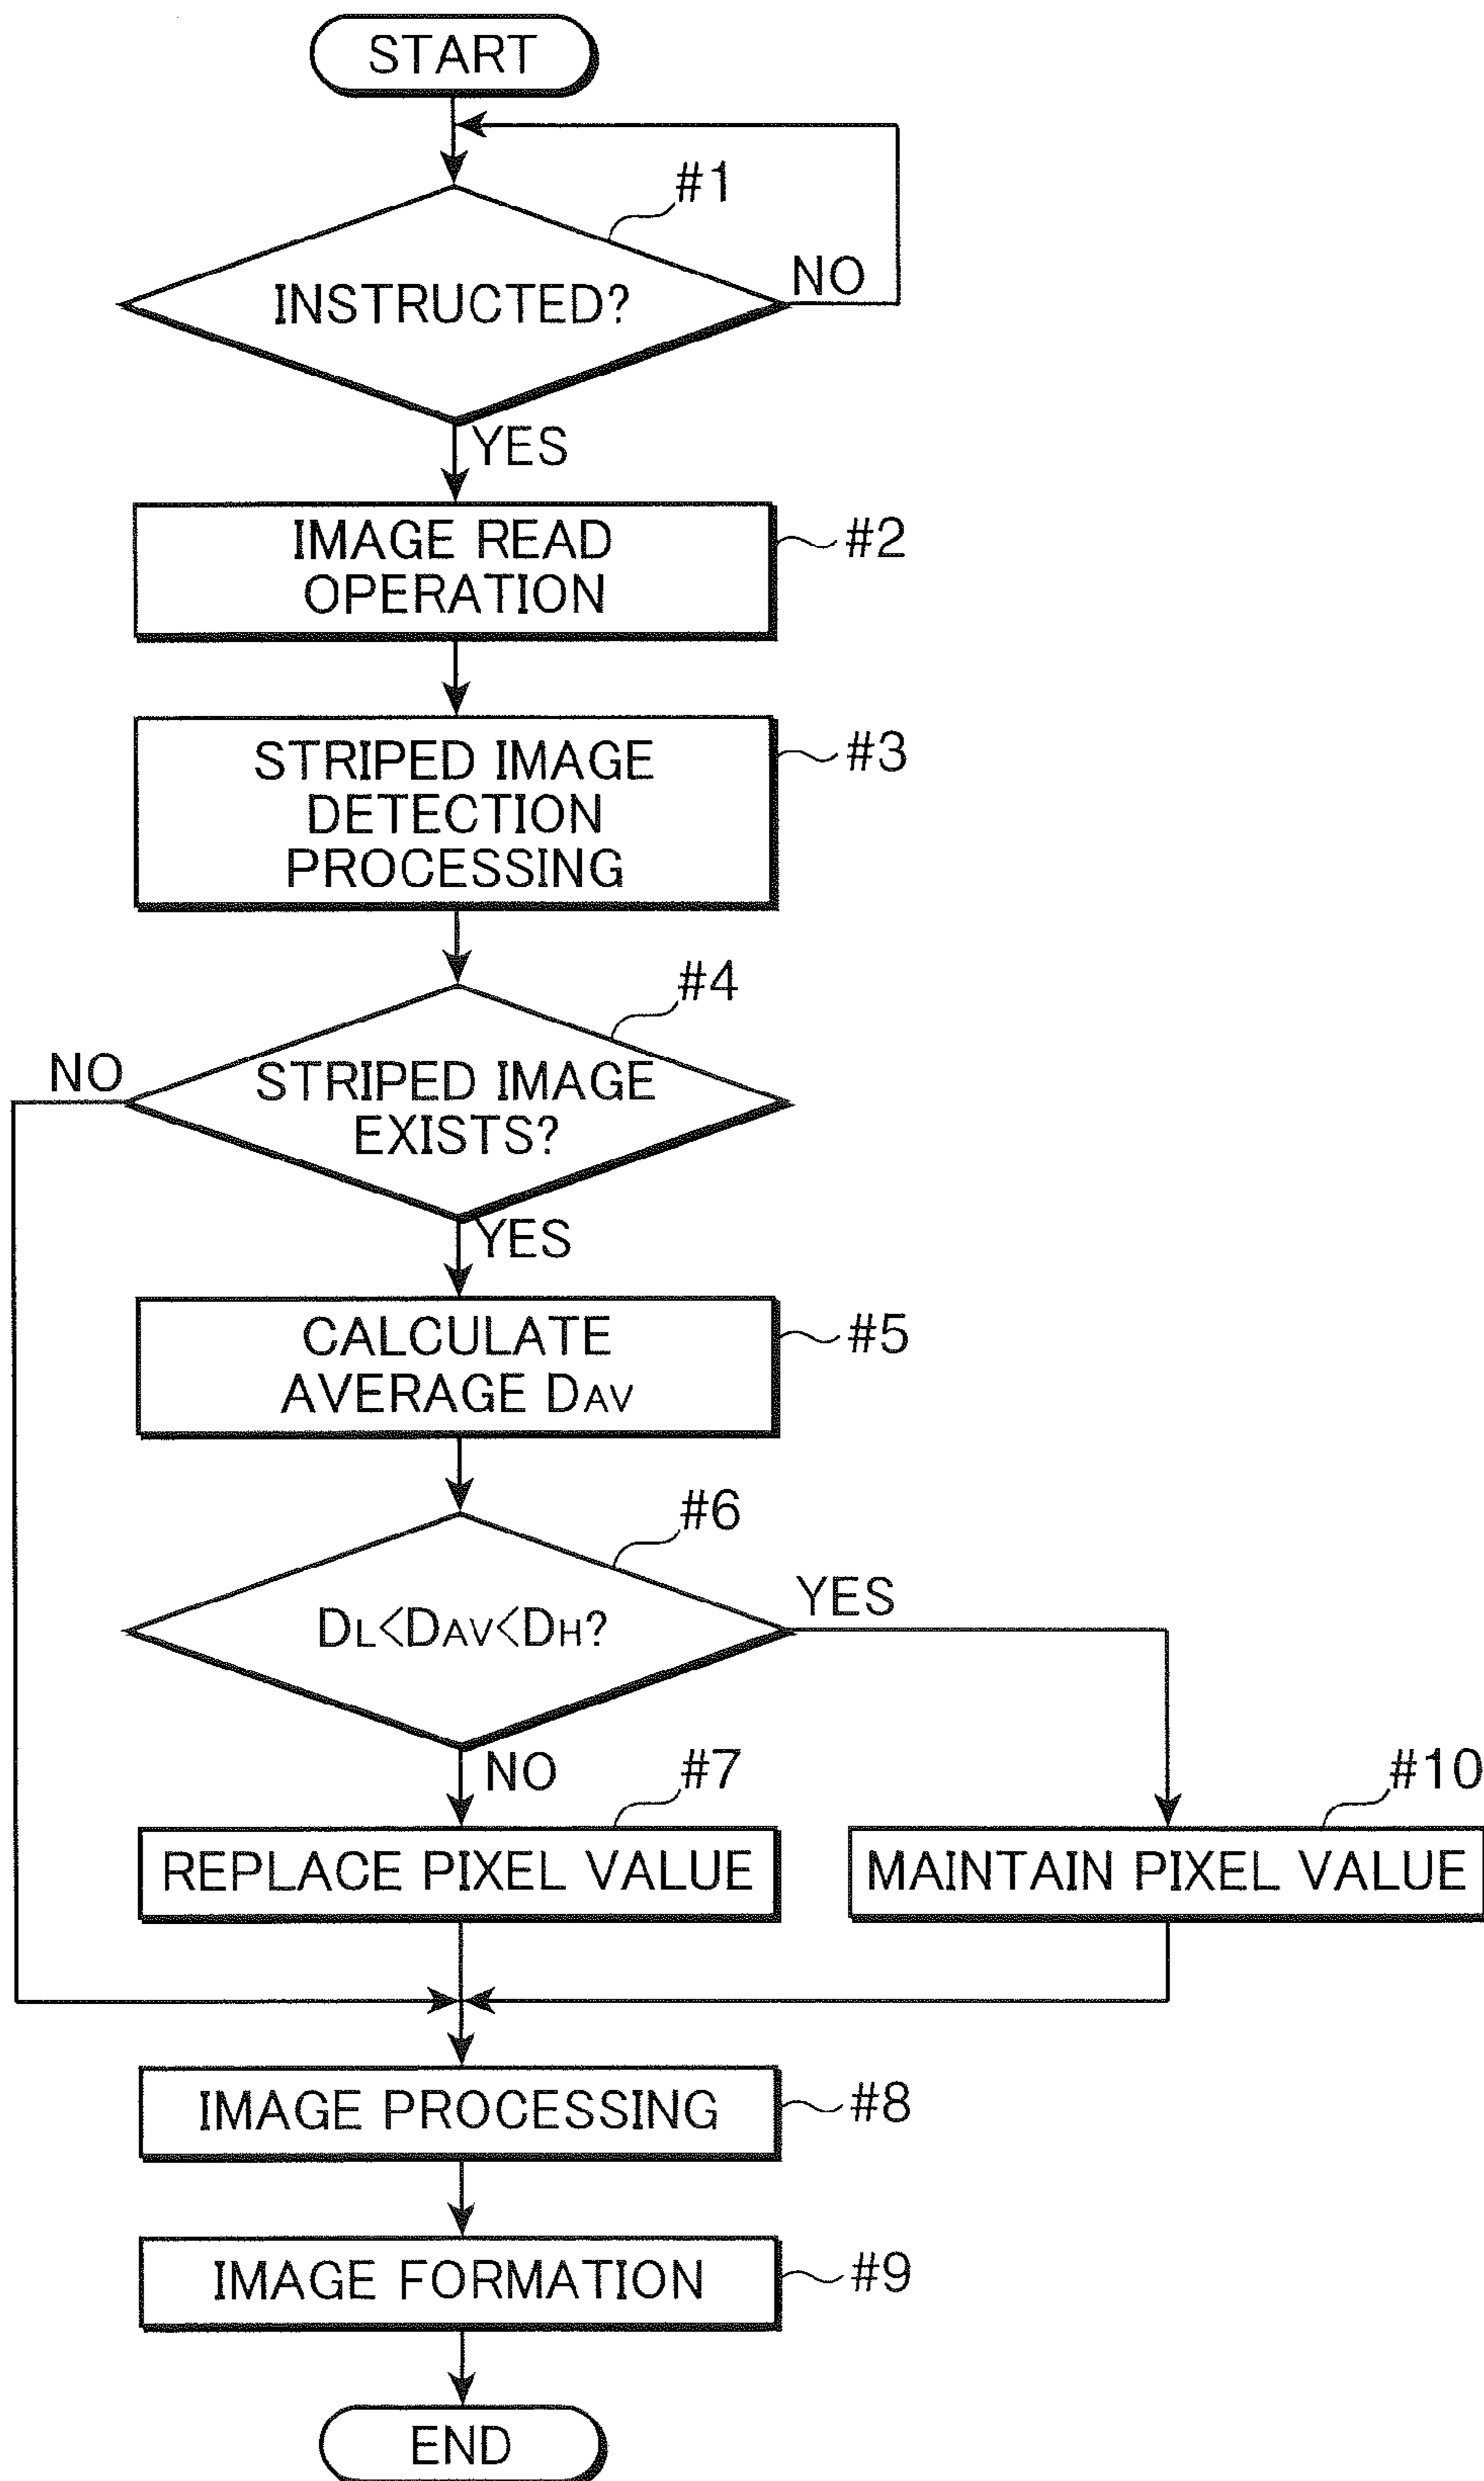 START
#1
INSTRUCTED?
NO
YES
IMAGE READ
OPERATION
#2
STRIPED IMAGE
DETECTION
PROCESSING
#3
#4
NO
STRIPED IMAGE
EXISTS?
YES
CALCULATE
AVERAGE DAV
#5
#6
DL<DAV<DH?
YES
NO
#7
#10
REPLACE PIXEL VALUE
MAINTAIN PIXEL VALUE
IMAGE PROCESSING
#8
IMAGE FORMATION
#9
END